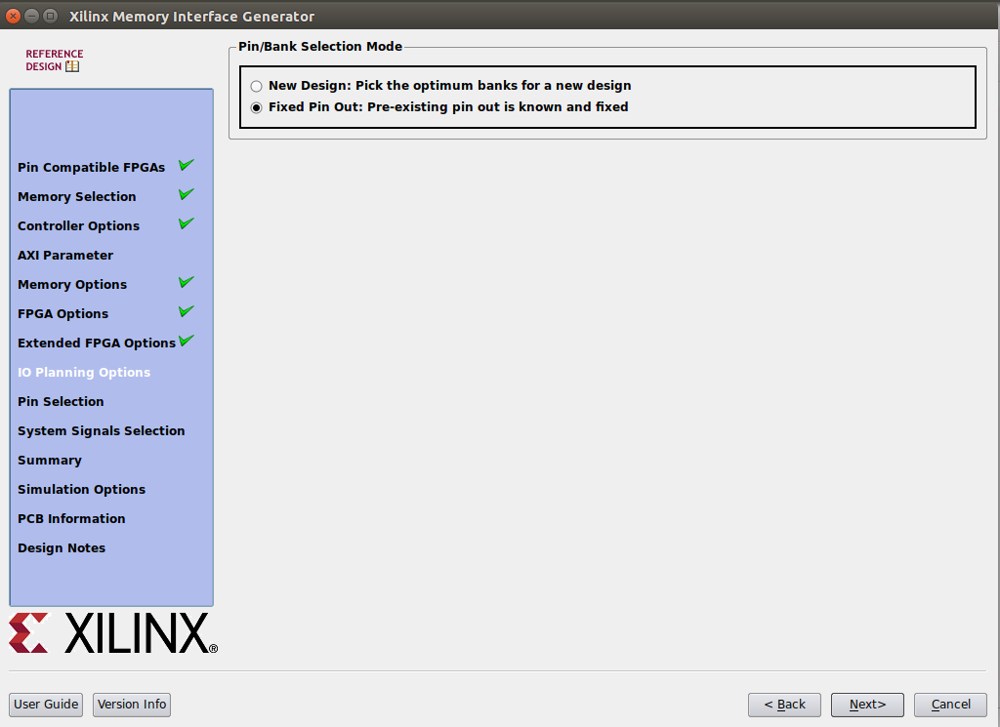 Xilinx Memory Interface Generator
REFERENCE
DESIGN
Pin/Bank Selection Mode
New Design: Pick the optimum banks for a new design
Fixed Pin Out: Pre-existing pin out is known and fixed
Pin Compatible FPGAs
Memory Selection
Controller Options
AXI Parameter
Memory Options
FPGA Options
Extended FPGA Options
IO Planning Options
Pin Selection
System Signals Selection
Summary
Simulation Options
PCB Information
Design Notes
XILINX®
User Guide
Version Info
< Back
Next>
Cancel